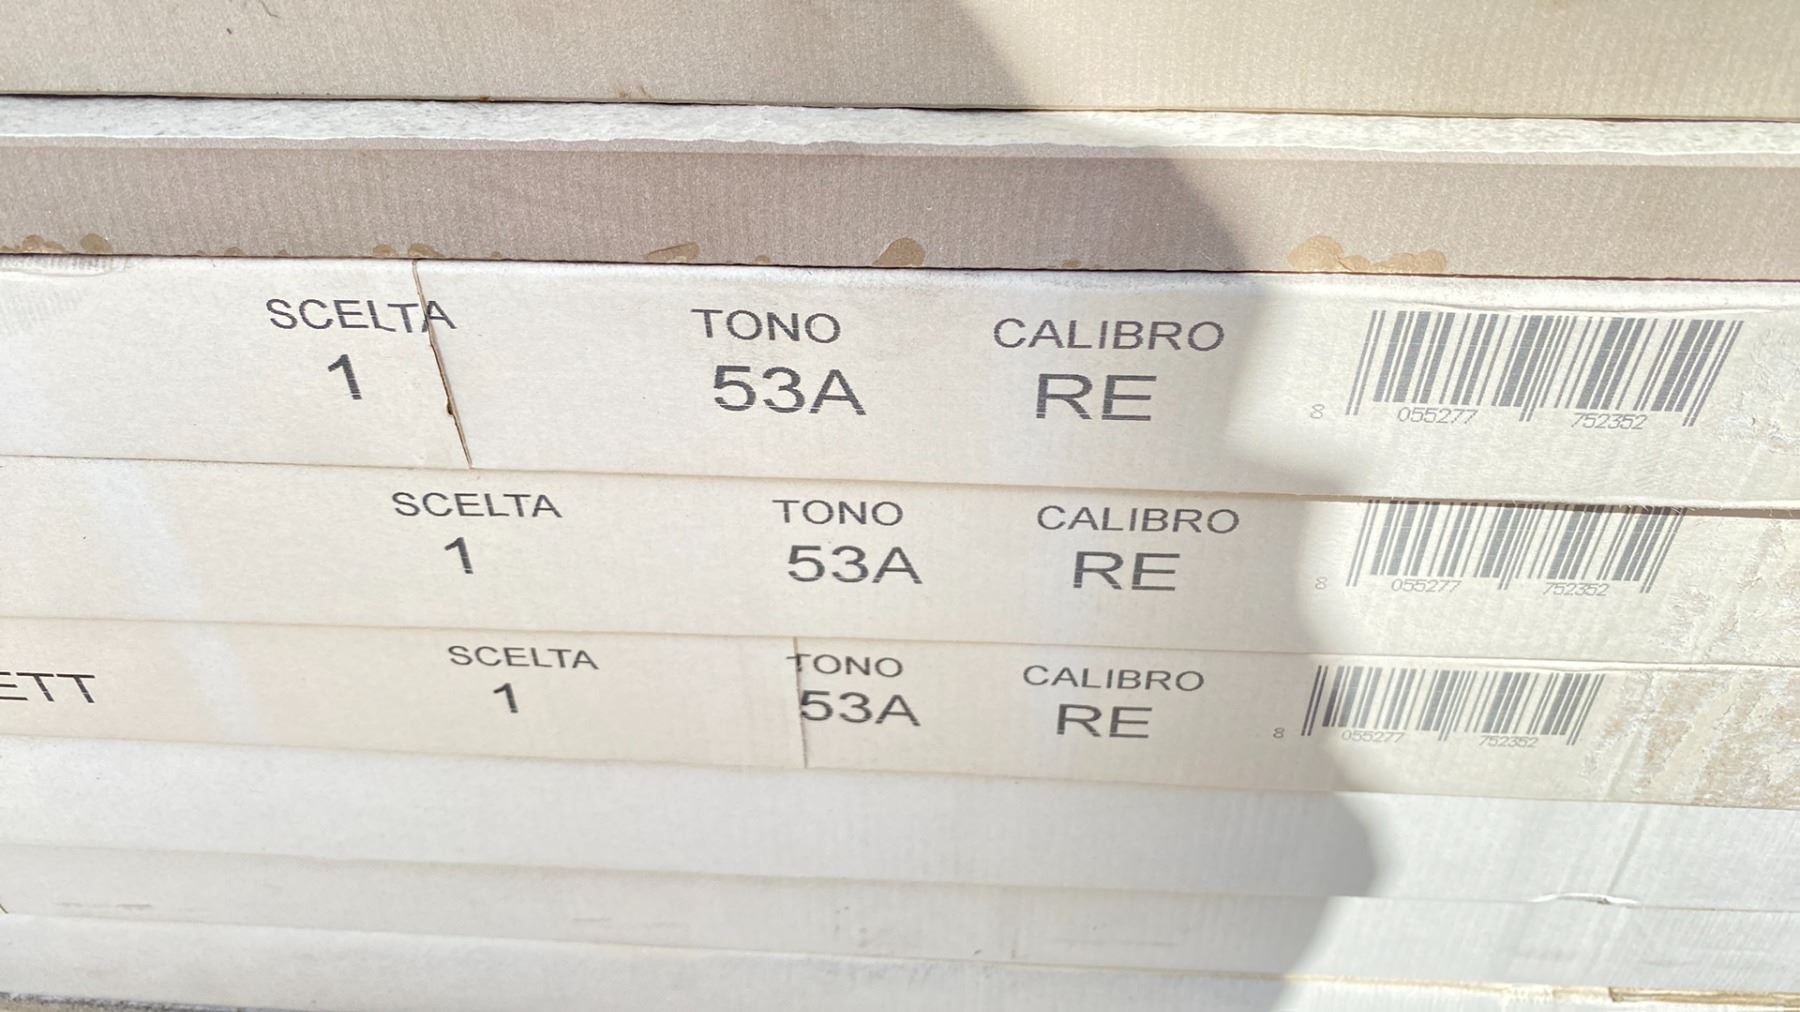 SCELTA TONO CALIBRO
1 53A RE
8 055277 752352
SCELTA TONO CALIBRO
1 53A RE
8 055277 752352
ETT SCELTA TONO CALIBRO
1 53A RE
8 055277 752352